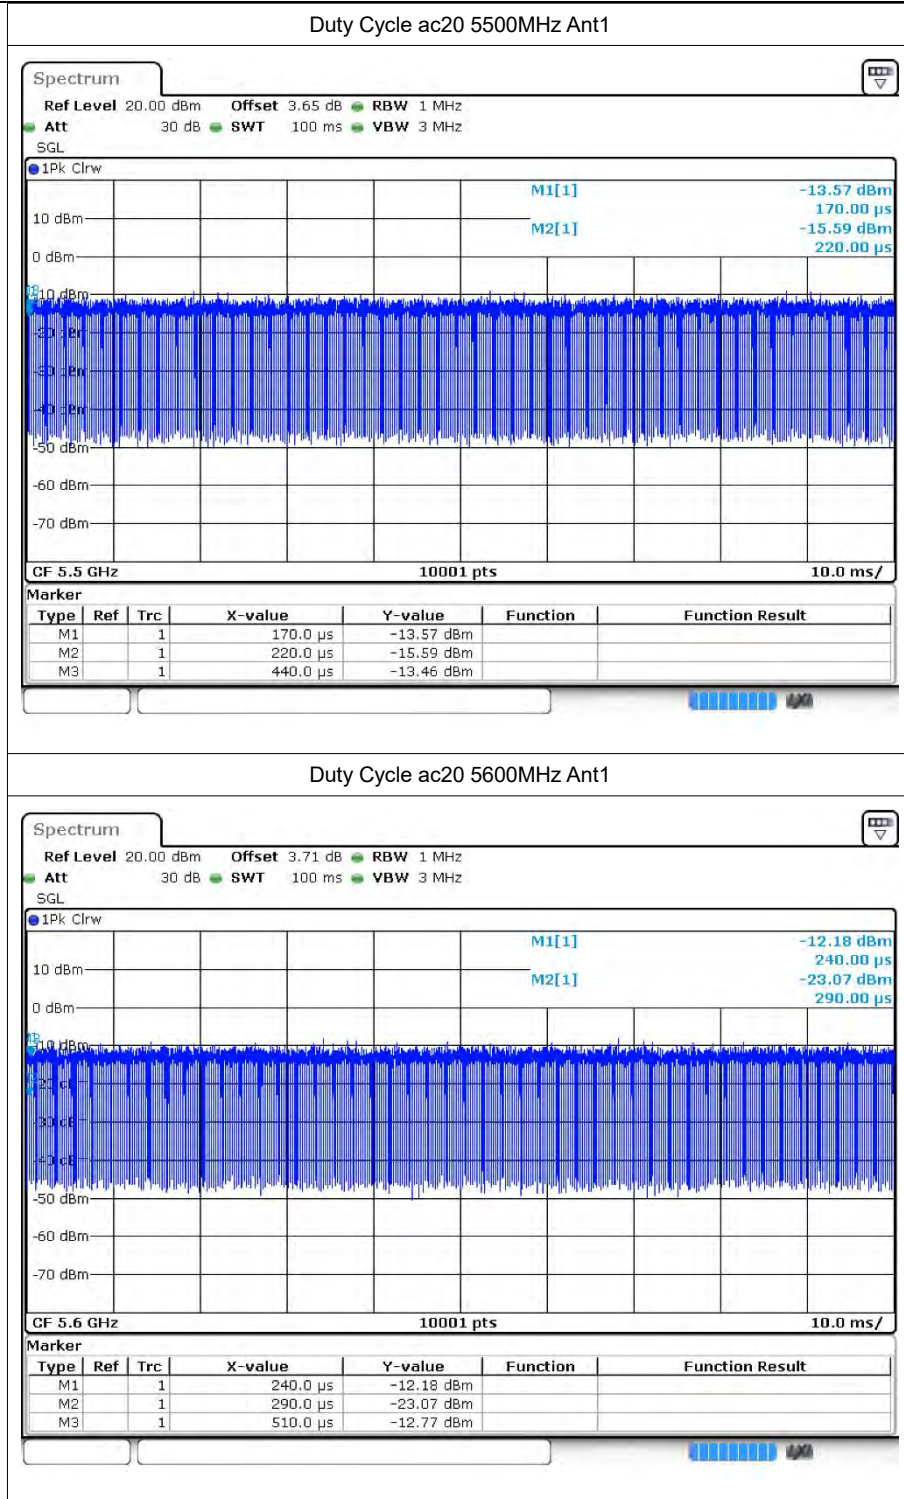 Duty Cycle ac20 5500MHz Ant1
Spectrum
Ref Level 20.00 dBm Offset 3.65 dB RBW 1 MHz
Att 30 dB SWT 100 ms VBW 3 MHz
SGL
1Pk Clrw
M1[1] -13.57 dBm
170.00 µs
10 dBm
M2[1] -15.59 dBm
220.00 µs
0 dBm
-50 dBm
-60 dBm
-70 dBm
CF 5.5 GHz 10001 pts 10.0 ms/
Marker
Type Ref Trc X-value Y-value Function Function Result
M1 1 170.0 µs -13.57 dBm
M2 1 220.0 µs -15.59 dBm
M3 1 440.0 µs -13.46 dBm
Duty Cycle ac20 5600MHz Ant1
Spectrum
Ref Level 20.00 dBm Offset 3.71 dB RBW 1 MHz
Att 30 dB SWT 100 ms VBW 3 MHz
SGL
1Pk Clrw
M1[1] -12.18 dBm
240.00 µs
10 dBm
M2[1] -23.07 dBm
290.00 µs
0 dBm
-50 dBm
-60 dBm
-70 dBm
CF 5.6 GHz 10001 pts 10.0 ms/
Marker
Type Ref Trc X-value Y-value Function Function Result
M1 1 240.0 µs -12.18 dBm
M2 1 290.0 µs -23.07 dBm
M3 1 510.0 µs -12.77 dBm